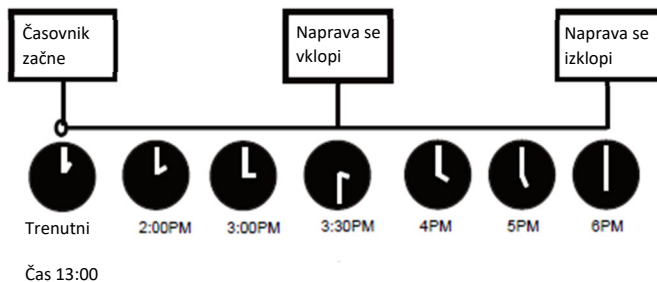 Časovnik
začne
Naprava se
vklopi
Naprava se
izklopi
Trenutni
2:00PM
3:00PM
3:30PM
4PM
5PM
6PM
Čas 13:00